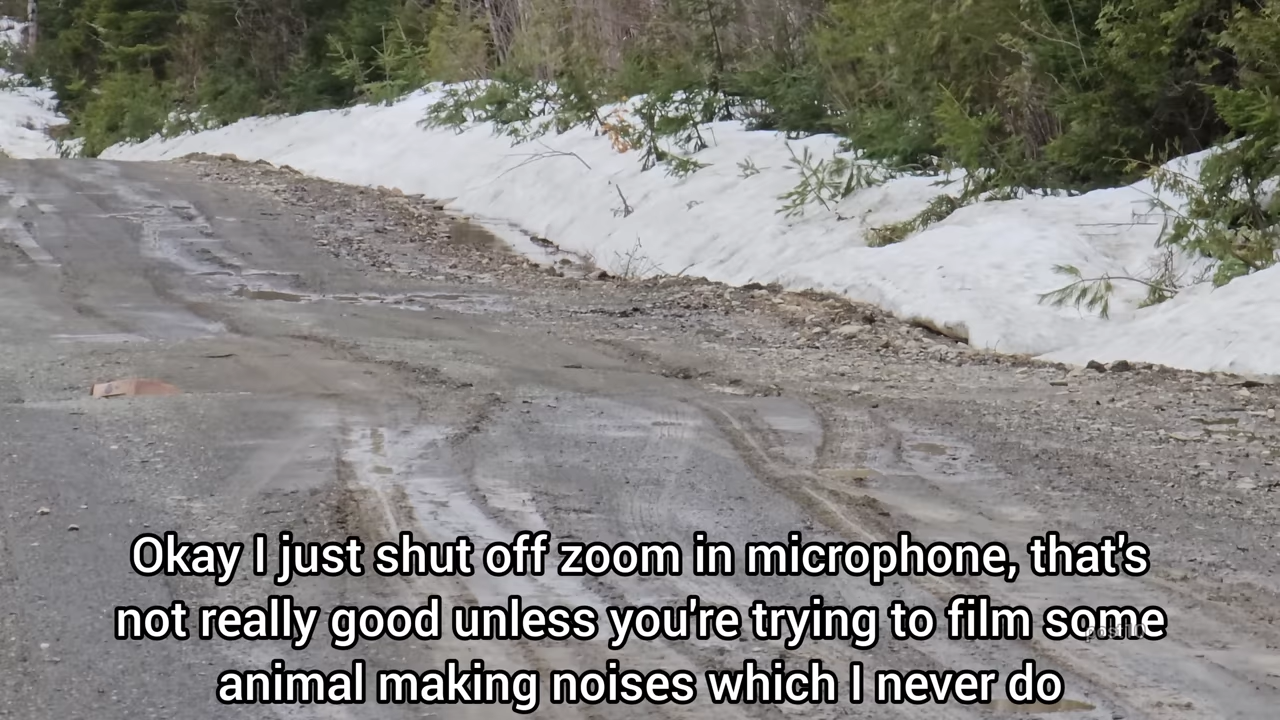 Okay I just shut off zoom in microphone, that's
not really good unless you're trying to film some
animal making noises which I never do
post10